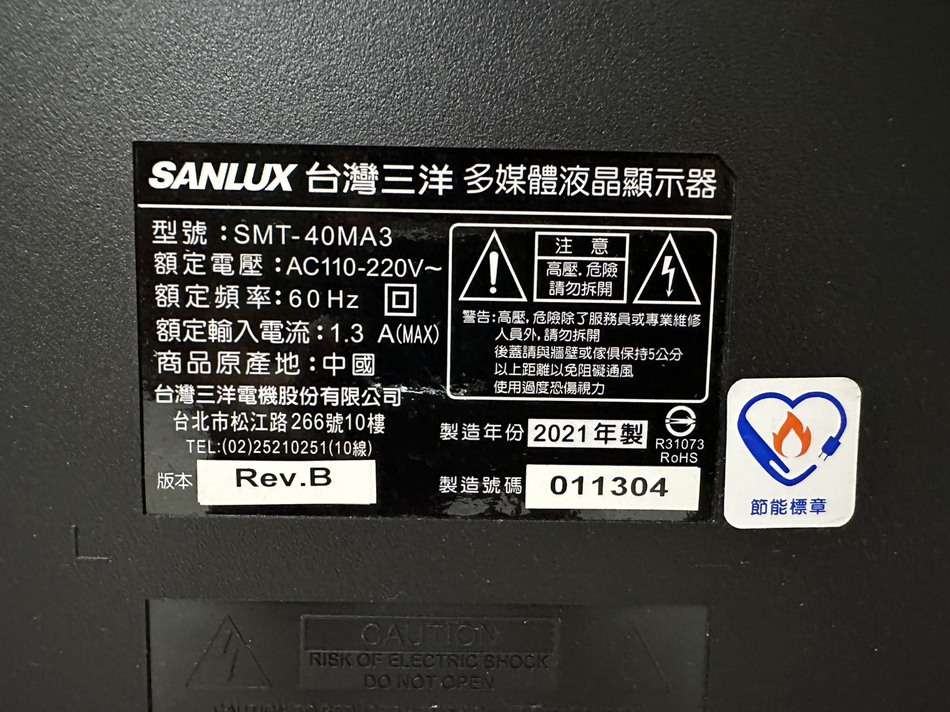 SANLUX 台灣三洋 多媒體液晶顯示器
型號：SMT-40MA3
額定電壓：AC110-220V~
額定頻率：60Hz
額定輸入電流：1.3 A(MAX)
商品原產地：中國
台灣三洋電機股份有限公司
台北市松江路266號10樓
TEL:(02)25210251(10線)
版本 Rev.B
注 意
高壓.危險
請勿拆開
警告:高壓,危險除了服務員或專業維修
人員外,請勿拆開
後蓋請與牆壁或傢俱保持5公分
以上距離以免阻礙通風
使用過度恐傷視力
製造年份 2021年製
R31073
RoHS
製造號碼 011304
節能標章
CAUTION
RISK OF ELECTRIC SHOCK
DO NOT OPEN